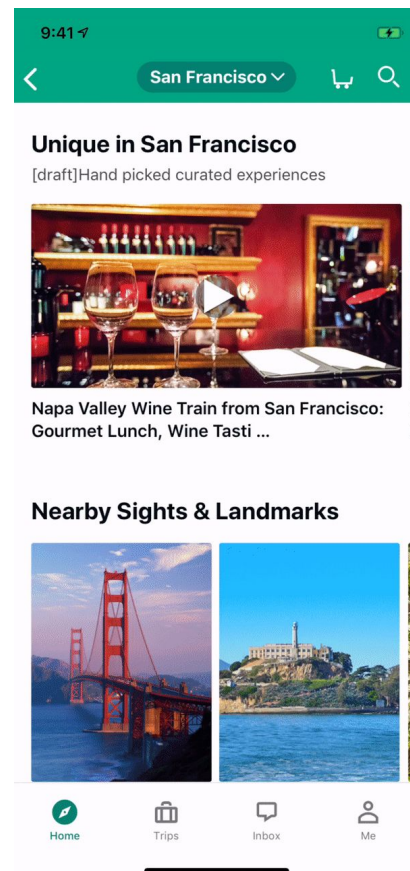 9:41
San Francisco
Unique in San Francisco
[draft]Hand picked curated experiences
Napa Valley Wine Train from San Francisco:
Gourmet Lunch, Wine Tasti ...
Nearby Sights & Landmarks
Home
Trips
Inbox
Me